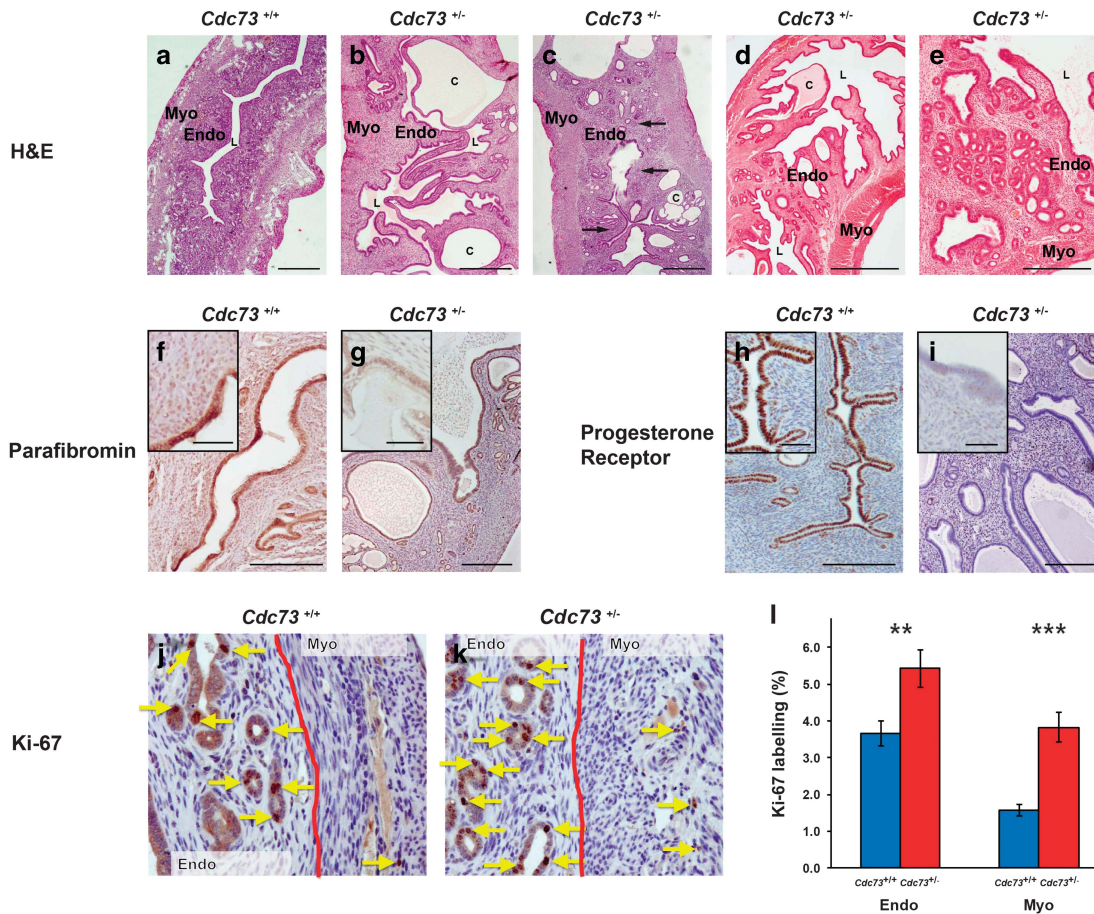 Cdc73 +/+ Cdc73 +/- Cdc73 +/- Cdc73 +/- Cdc73 +/-
H&E
a Myo Endo L
b Myo Endo C L L C
c Myo Endo C
d C L Endo Myo L
e L Endo Myo
Cdc73 +/+ Cdc73 +/- Cdc73 +/+ Cdc73 +/-
Parafibromin
f
g
Progesterone
Receptor
h
i
Cdc73 +/+ Cdc73 +/-
Ki-67
j Myo
Endo
k Endo Myo
l
Ki-67 labelling (%)
** ***
6.0
5.0
4.0
3.0
2.0
1.0
0.0
Cdc73+/+ Cdc73+/- Cdc73+/+ Cdc73+/-
Endo Myo